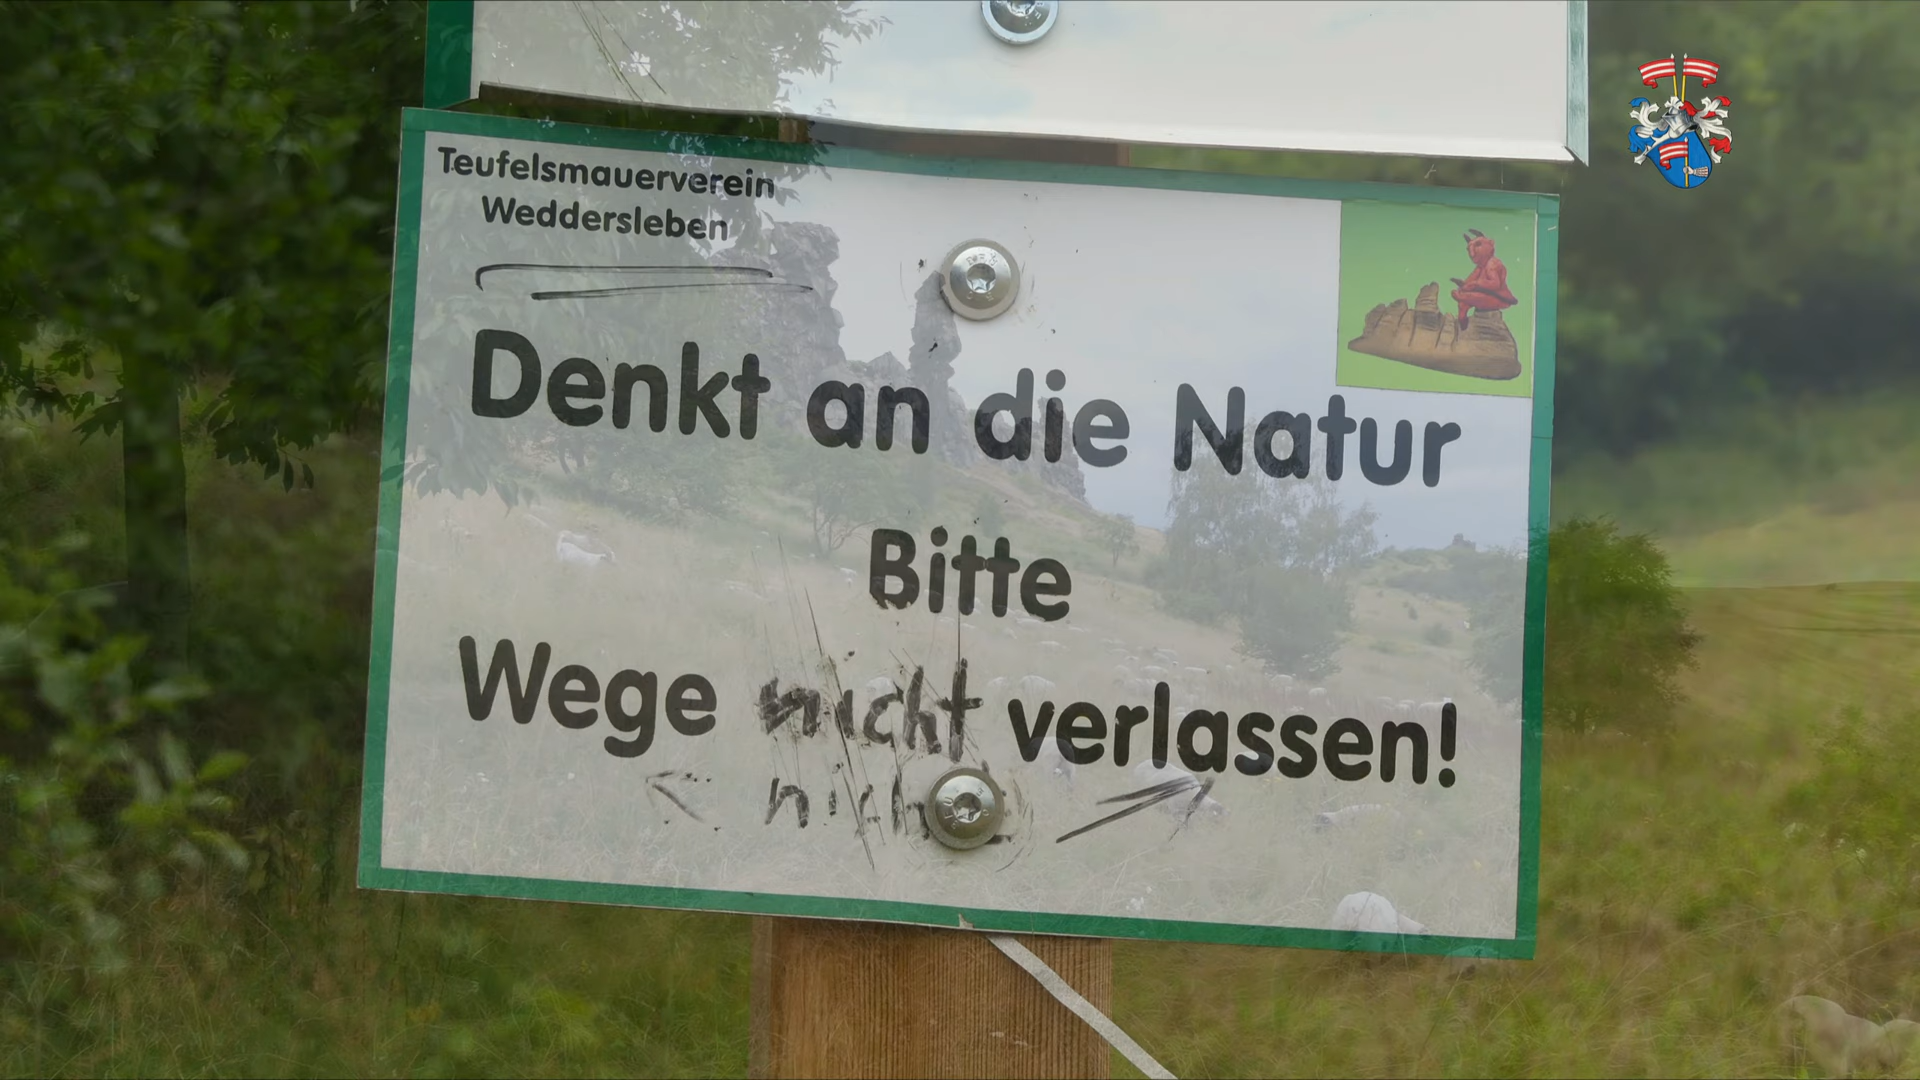 Teufelsmauerverein
Weddersleben
Denkt an die Natur
Bitte
Wege nicht verlassen!